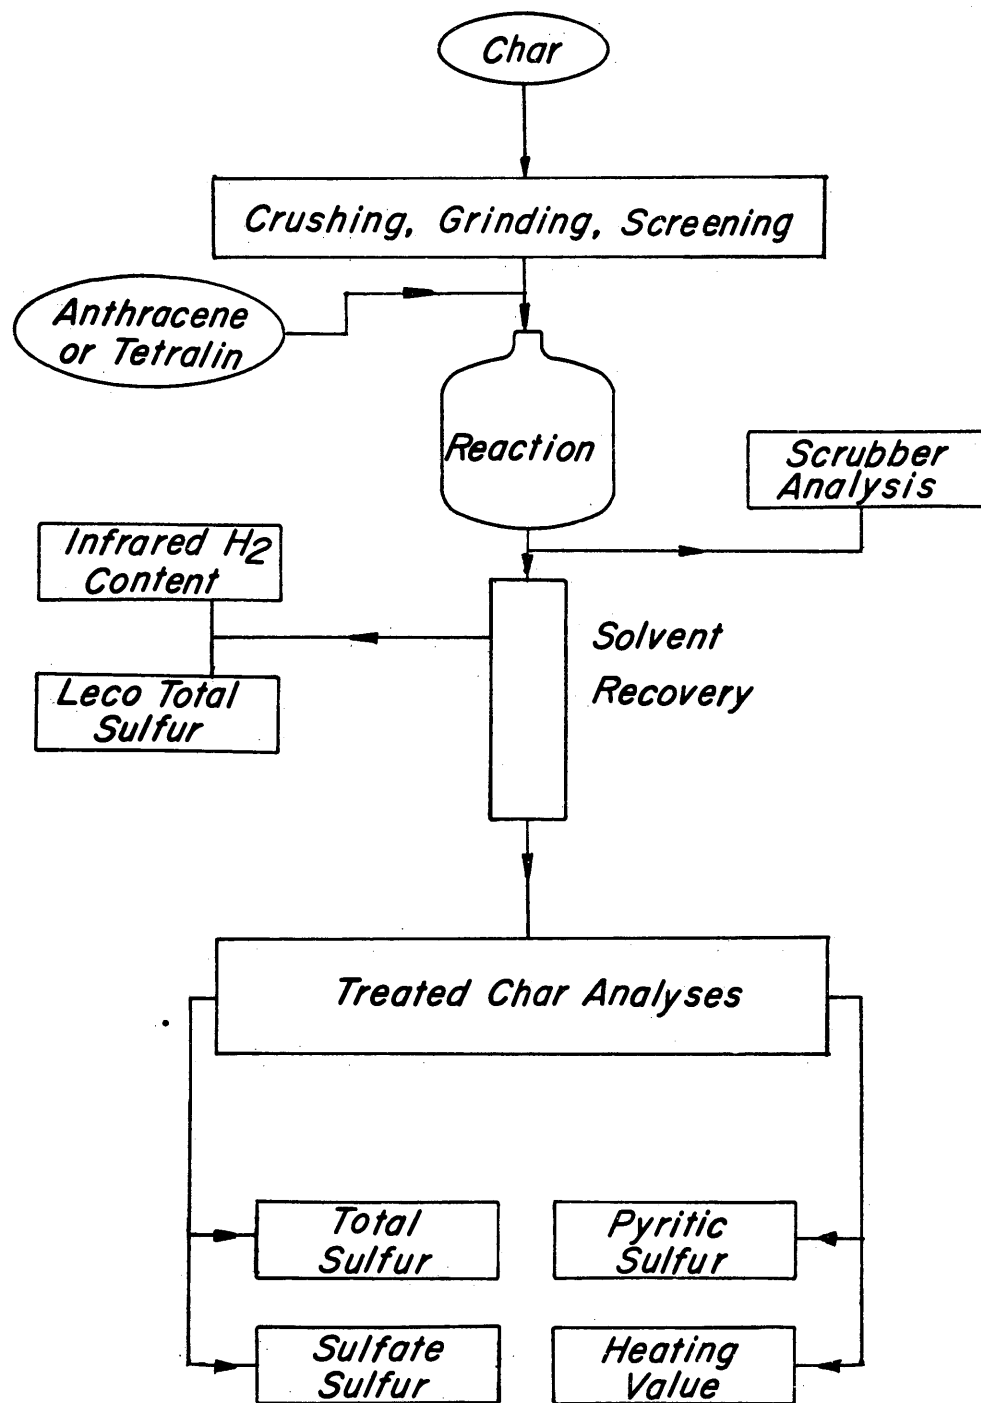 Char
Crushing, Grinding, Screening
Anthracene
or Tetralin
Reaction
Scrubber
Analysis
Infrared H2
Content
Leco Total
Sulfur
Solvent
Recovery
Treated Char Analyses
Total
Sulfur
Pyritic
Sulfur
Sulfate
Sulfur
Heating
Value